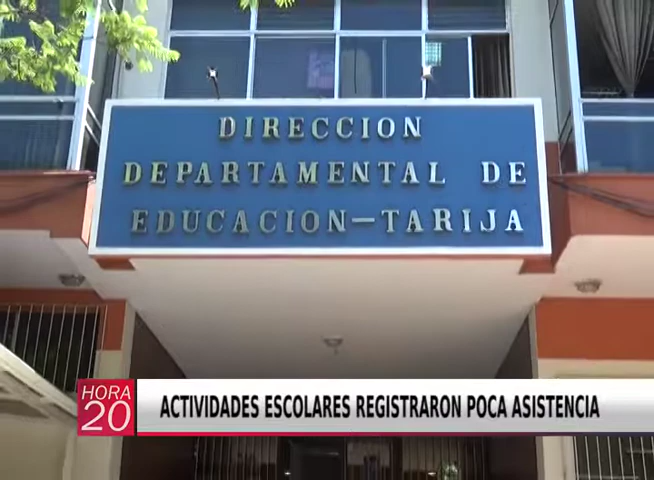 DIRECCION
DEPARTAMENTAL DE
EDUCACION-TARIJA
HORA
20
ACTIVIDADES ESCOLARES REGISTRARON POCA ASISTENCIA